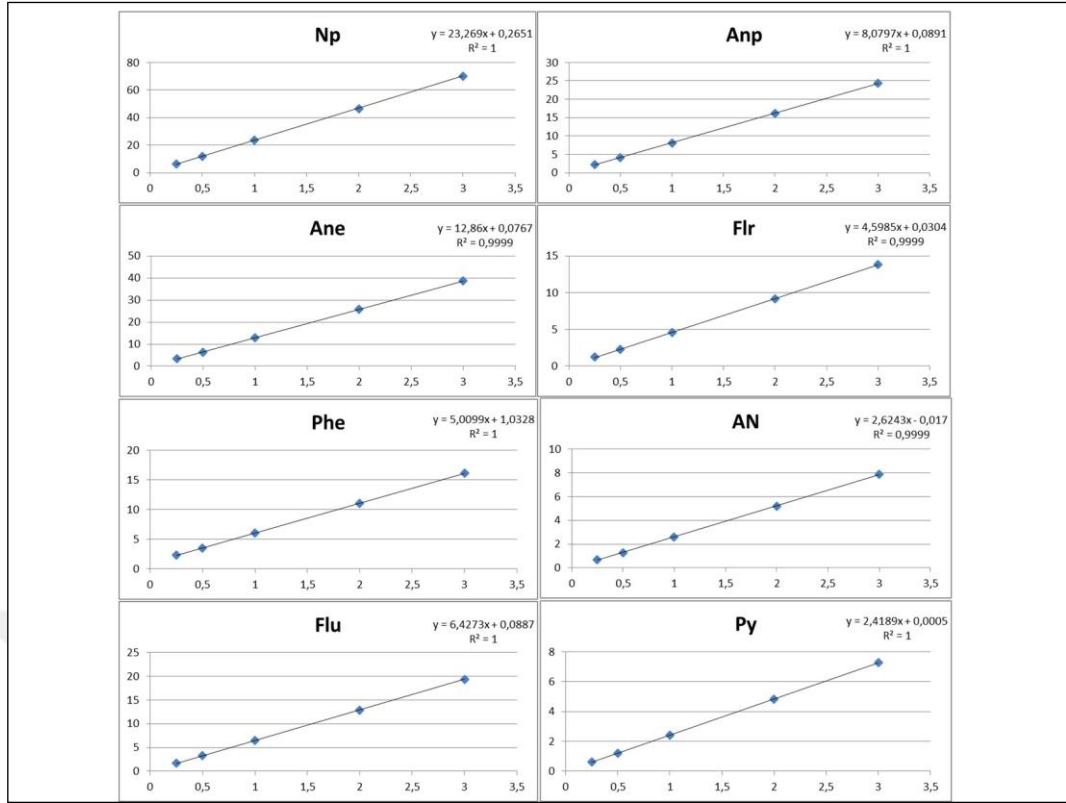 Np
y = 23,269x + 0,2651
R² = 1
80
60
40
20
0
0 0,5 1 1,5 2 2,5 3 3,5
Anp
y = 8,0797x + 0,0891
R² = 1
30
25
20
15
10
5
0
0 0,5 1 1,5 2 2,5 3 3,5
Ane
y = 12,86x + 0,0767
R² = 0,9999
50
40
30
20
10
0
0 0,5 1 1,5 2 2,5 3 3,5
Flr
y = 4,5985x + 0,0304
R² = 0,9999
15
10
5
0
0 0,5 1 1,5 2 2,5 3 3,5
Phe
y = 5,0099x + 1,0328
R² = 1
20
15
10
5
0
0 0,5 1 1,5 2 2,5 3 3,5
AN
y = 2,6243x - 0,017
R² = 0,9999
10
8
6
4
2
0
0 0,5 1 1,5 2 2,5 3 3,5
Flu
y = 6,4273x + 0,0887
R² = 1
25
20
15
10
5
0
0 0,5 1 1,5 2 2,5 3 3,5
Py
y = 2,4189x + 0,0005
R² = 1
8
6
4
2
0
0 0,5 1 1,5 2 2,5 3 3,5